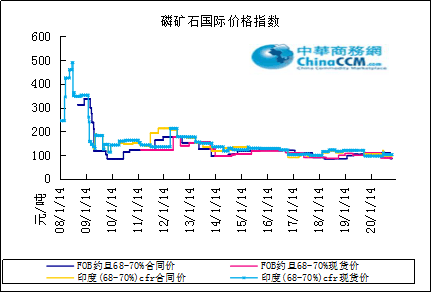 磷矿石国际价格指数
中華商務網
ChinaCCM.com
China Commodity Marketplace
600
500
400
300
200
100
0
元/吨
08/1/14
09/1/14
10/1/14
11/1/14
12/1/14
13/1/14
14/1/14
15/1/14
16/1/14
17/1/14
18/1/14
19/1/14
20/1/14
FOB约旦68-70%合同价
FOB约旦68-70%现货价
印度(68-70%)cfr合同价
印度(68-70%)cfr现货价